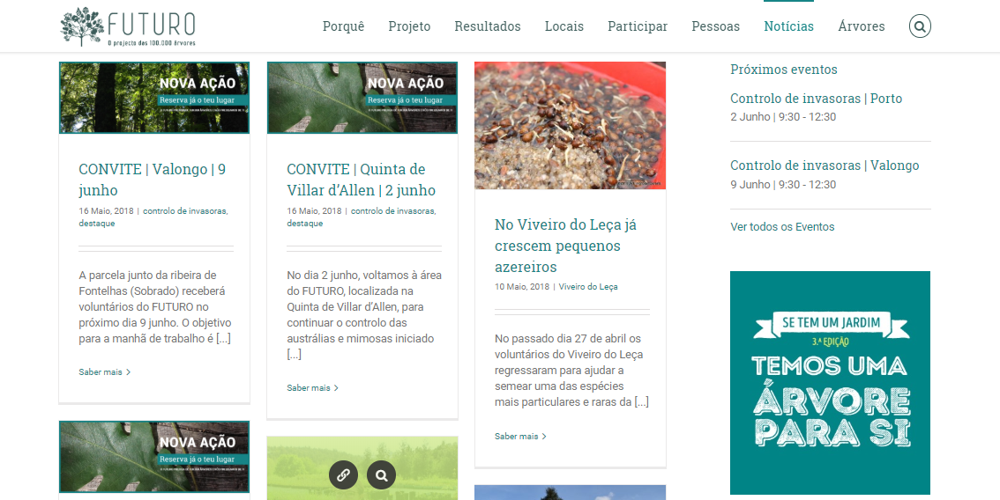 FUTURO
O projecto das 100.000 árvores
Porquê
Projeto
Resultados
Locais
Participar
Pessoas
Notícias
Árvores
NOVA AÇÃO
Reserva já o teu lugar
CONVITE | Valongo | 9
junho
16 Maio, 2018 | controlo de invasoras,
destaque
A parcela junto da ribeira de
Fontelhas (Sobrado) receberá
voluntários do FUTURO no
próximo dia 9 junho. O objetivo
para a manhã de trabalho é [...]
Saber mais >
NOVA AÇÃO
Reserva já o teu lugar
NOVA AÇÃO
Reserva já o teu lugar
CONVITE | Quinta de
Villar d’Allen | 2 junho
16 Maio, 2018 | controlo de invasoras,
destaque
No dia 2 junho, voltamos à área
do FUTURO, localizada na
Quinta de Villar d’Allen, para
continuar o controlo das
austrálias e mimosas iniciado
[...]
Saber mais >
No Viveiro do Leça já
crescem pequenos
azereiros
10 Maio, 2018 | Viveiro do Leça
No passado dia 27 de abril os
voluntários do Viveiro do Leça
regressaram para ajudar a
semear uma das espécies
mais particulares e raras da [...]
Saber mais >
Próximos eventos
Controlo de invasoras | Porto
2 Junho | 9:30 - 12:30
Controlo de invasoras | Valongo
9 Junho | 9:30 - 12:30
Ver todos os Eventos
SE TEM UM JARDIM
3.ª EDIÇÃO
TEMOS UMA
ÁRVORE
PARA SI